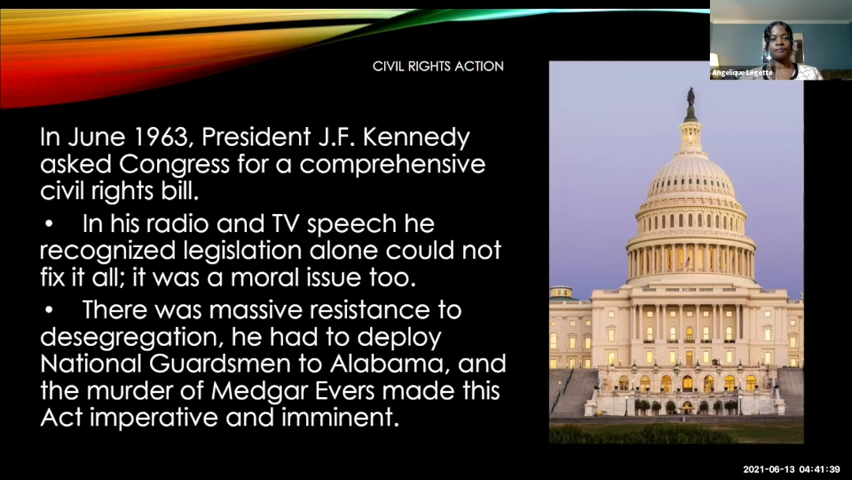 CIVIL RIGHTS ACTION
Angelique Legette
In June 1963, President J.F. Kennedy
asked Congress for a comprehensive
civil rights bill.
• In his radio and TV speech he
recognized legislation alone could not
fix it all; it was a moral issue too.
• There was massive resistance to
desegregation, he had to deploy
National Guardsmen to Alabama, and
the murder of Medgar Evers made this
Act imperative and imminent.
2021-06-13 04:41:39